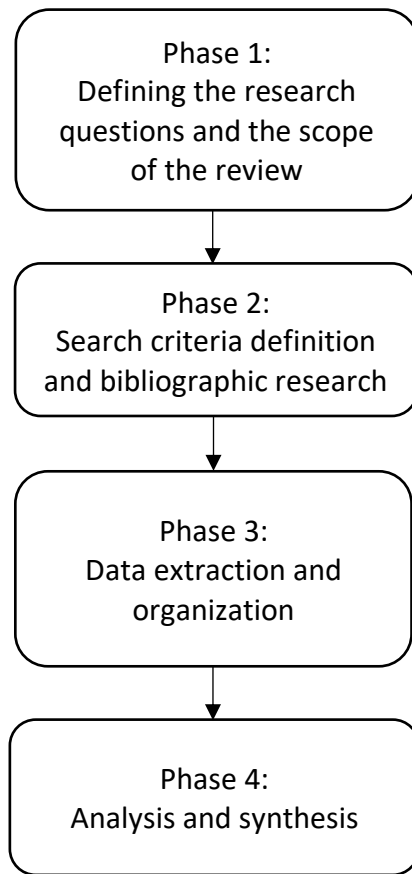 Phase 1:
Defining the research
questions and the scope
of the review
Phase 2:
Search criteria definition
and bibliographic research
Phase 3:
Data extraction and
organization
Phase 4:
Analysis and synthesis